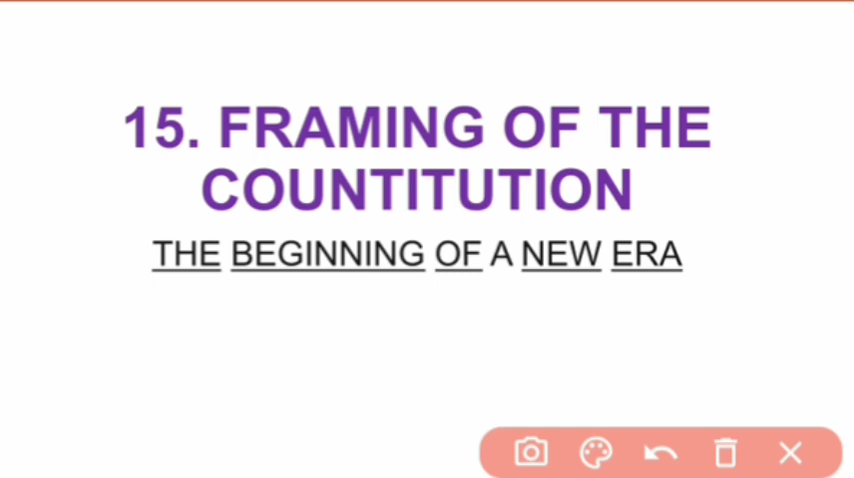 15. FRAMING OF THE
COUNTITUTION
THE BEGINNING OF A NEW ERA